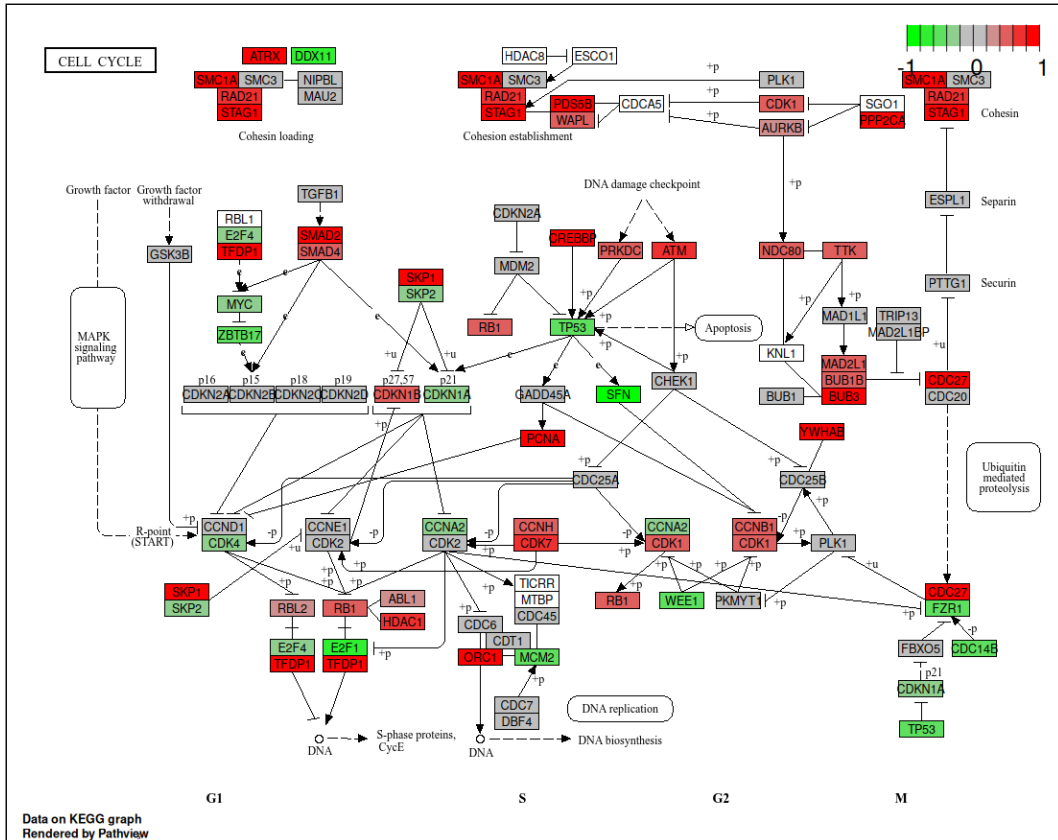 CELL CYCLE
ATRX
DDX11
HDAC8
ESCO1
-1
0
1
SMC1A
SMC3
NIPBL
MAU2
RAD21
STAG1
Cohesin loading
SMC1A
SMC3
RAD21
STAG1
PDS5B
WAPL
CDCA5
Cohesion establishment
+p
PLK1
+p
CDK1
+p
AURKB
SGO1
PPP2CA
SMC1A
SMC3
RAD21
STAG1
Cohesin
Growth factor
Growth factor
withdrawal
TGFB1
DNA damage checkpoint
+p
ESPL1
Separin
RBL1
E2F4
TFDP1
GSK3B
SMAD2
SMAD4
CDKN2A
CREBBP
PRKDC
ATM
NDC80
TTK
MDM2
e
e
e
e
SKP1
SKP2
+p
+p
+p
+p
PTTG1
Securin
MYC
ZBTB17
RB1
TP53
+p
+p
Apoptosis
MAD1L1
TRIP13
MAD2L1BP
MAPK
signaling
pathway
+u
+u
e
e
e
+p
KNL1
+u
p16
p15
p18
p19
p27,57
p21
CDKN2A
CDKN2B
CDKN2C
CDKN2D
CDKN1B
CDKN1A
GADD45A
SFN
CHEK1
MAD2L1
BUB1B
BUB3
BUB1
CDC27
CDC20
+p
PCNA
YWHAB
+p
+p
Ubiquitin
mediated
proteolysis
CDC25A
CDC25B
R-point
(START)
+p
CCND1
CDK4
-p
+u
CCNE1
CDK2
-p
CCNA2
CDK2
-p
CCNH
CDK7
-p
+p
CCNA2
CDK1
CCNB1
CDK1
-p
+p
+p
PLK1
+u
+p
+p
+p
+p
+p
+p
SKP1
SKP2
RBL2
RB1
ABL1
HDAC1
TICRR
MTBP
CDC45
+p
RB1
WEE1
+p
PKMYT1
+p
+p
CDC27
FZR1
+p
CDC6
CDT1
ORC1
MCM2
E2F4
TFDP1
E2F1
TFDP1
+p
+p
FBXO5
-p
CDC14B
p21
CDKN1A
CDC7
DBF4
DNA replication
TP53
DNA
S-phase proteins,
CycE
DNA
DNA biosynthesis
G1
S
G2
M
Data on KEGG graph
Rendered by Pathview